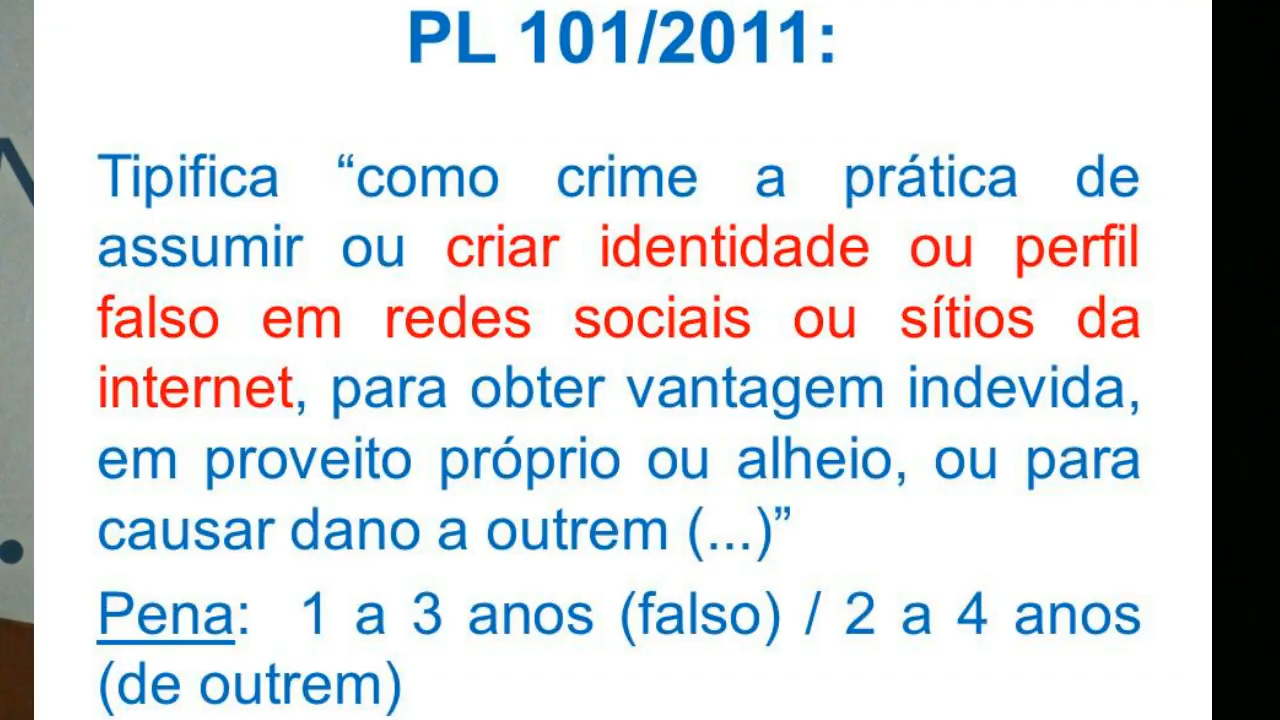 PL 101/2011:
Tipifica “como crime a prática de
assumir ou criar identidade ou perfil
falso em redes sociais ou sítios da
internet, para obter vantagem indevida,
em proveito próprio ou alheio, ou para
causar dano a outrem (...)”
Pena: 1 a 3 anos (falso) / 2 a 4 anos
(de outrem)